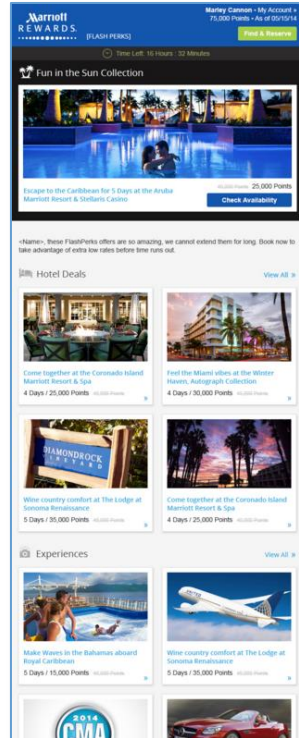 Marriott
REWARDS.
[FLASH PERKS]
Marley Cannon • My Account »
75,000 Points • As of 05/15/14
Find & Reserve
Time Left: 16 Hours : 32 Minutes
Fun in the Sun Collection
Escape to the Caribbean for 5 Days at the Aruba
Marriott Resort & Stellaris Casino
25,000 Points
Check Availability
<Name>, these FlashPerks offers are so amazing, we cannot extend them for long. Book now to
take advantage of extra low rates before time runs out.
Hotel Deals
View All »
Come together at the Coronado Island
Marriott Resort & Spa
4 Days / 25,000 Points
Feel the Miami vibes at the Winter
Haven, Autograph Collection
4 Days / 30,000 Points
DIAMONDROCK
VINEYARD
Wine country comfort at The Lodge at
Sonoma Renaissance
5 Days / 35,000 Points
Come together at the Coronado Island
Marriott Resort & Spa
4 Days / 25,000 Points
Experiences
View All »
Make Waves in the Bahamas aboard
Royal Caribbean
5 Days / 15,000 Points
Wine country comfort at The Lodge at
Sonoma Renaissance
5 Days / 35,000 Points
2014
CMA